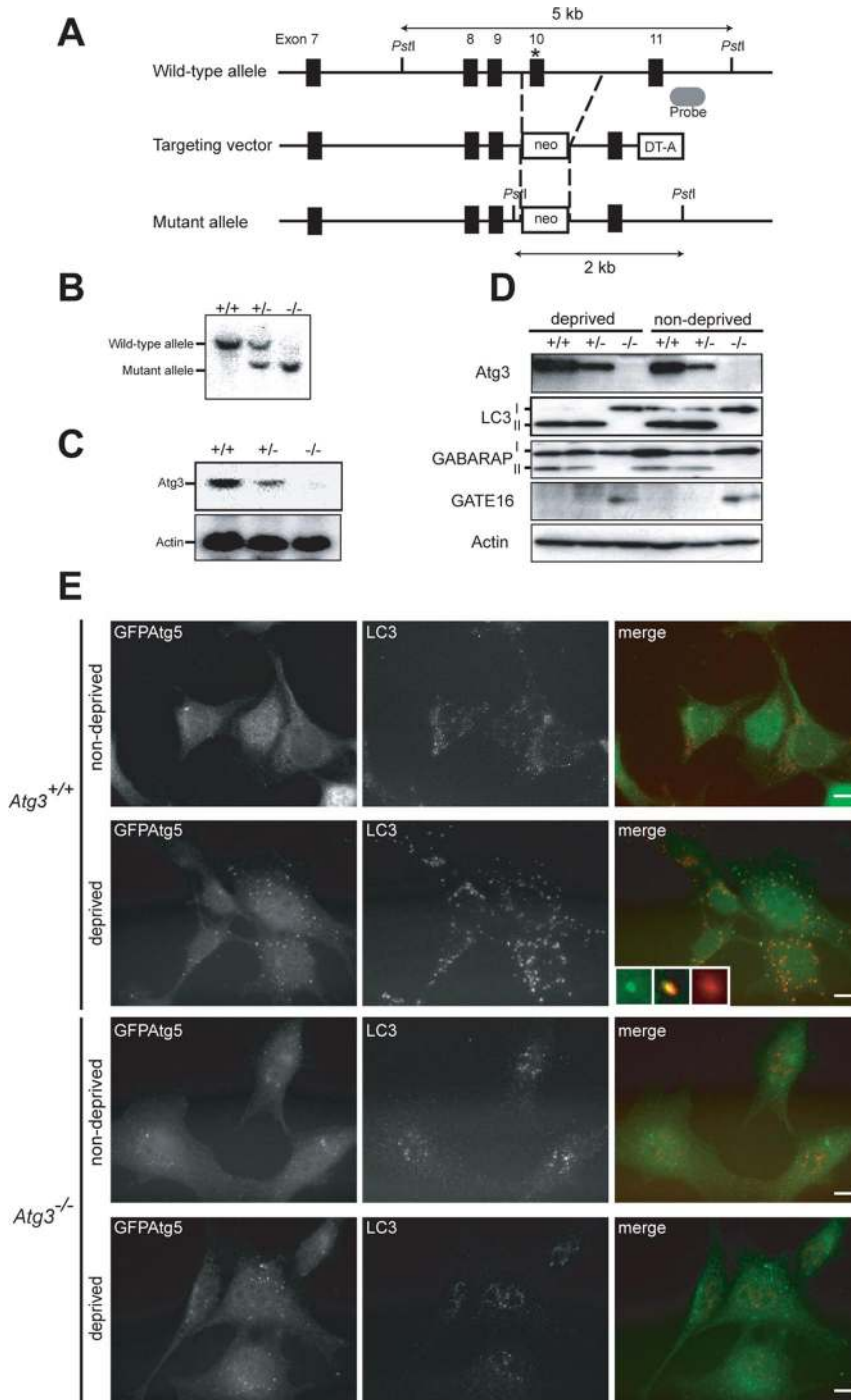 A
5 kb
Exon 7 PstI 8 9 10 11 PstI
*
Wild-type allele
Probe
Targeting vector neo DT-A
PstI PstI
Mutant allele neo
2 kb
B
+/+ +/- -/-
Wild-type allele
Mutant allele
C
+/+ +/- -/-
Atg3
Actin
D
deprived non-deprived
+/+ +/- -/- +/+ +/- -/-
Atg3
LC3 I
II
GABARAP I
II
GATE16
Actin
E
Atg3+/+
non-deprived
GFPAtg5 LC3 merge
deprived
GFPAtg5 LC3 merge
Atg3-/-
non-deprived
GFPAtg5 LC3 merge
deprived
GFPAtg5 LC3 merge